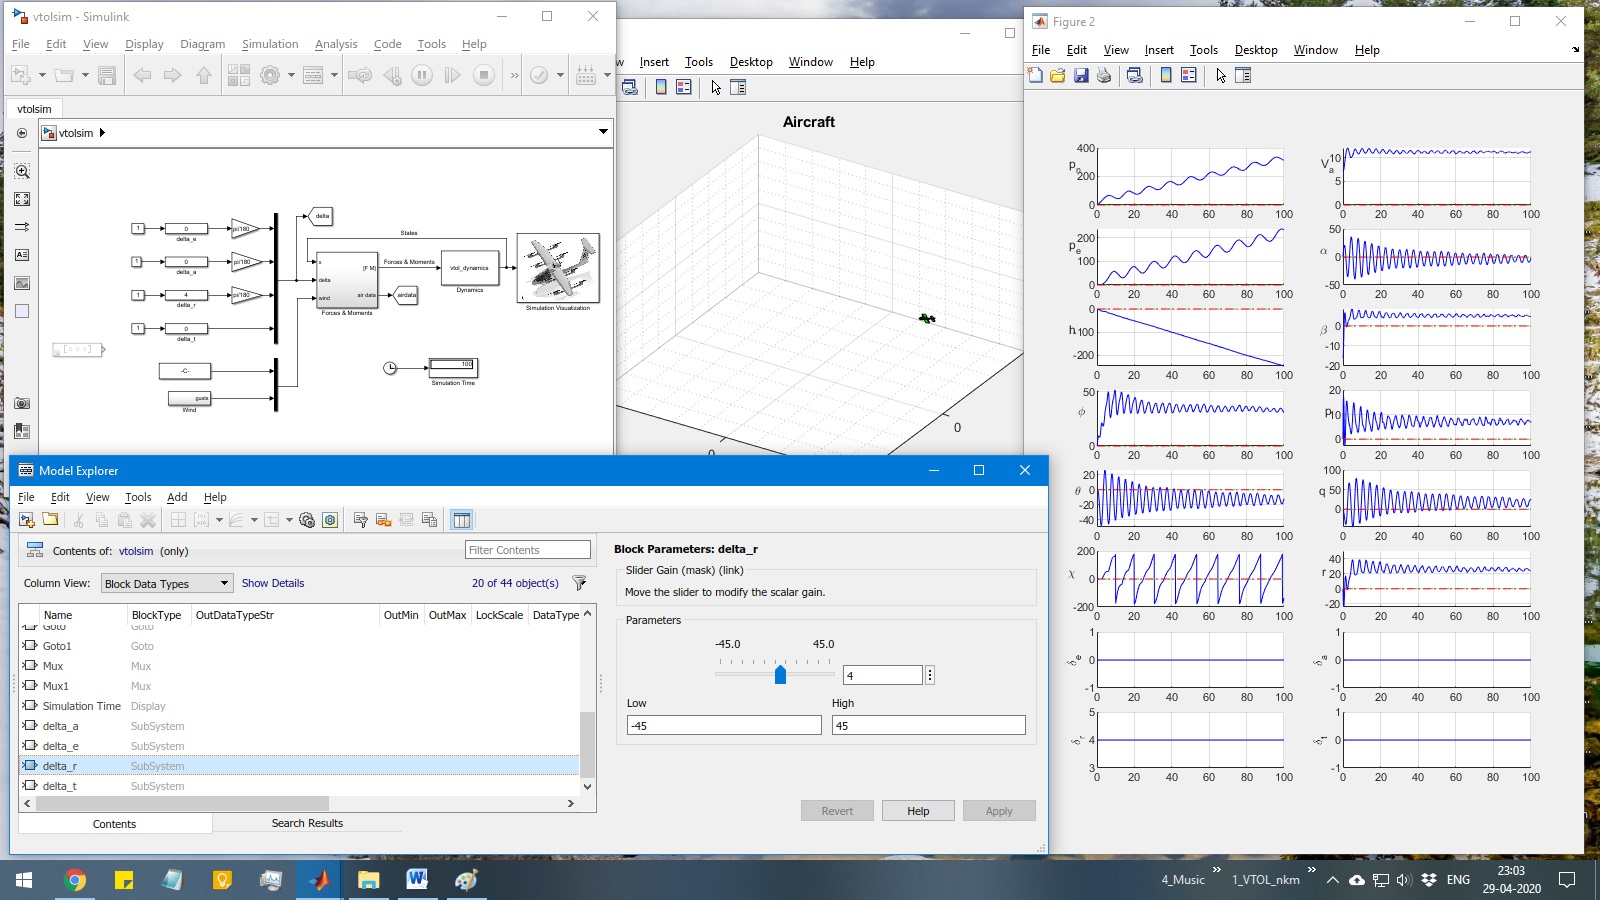 vtolsim - Simulink
File Edit View Display Diagram Simulation Analysis Code Tools Help
vtolsim
vtolsim
1 0 pi/180
delta_e
1 0 pi/180
delta_a
1 4 pi/180
delta_r
1 0
delta_t
[0 0 0]
-C-
gusts
Wind
delta
States
x
delta
wind
[F M]
air data
Forces & Moments
Forces & Moments
airdata
vtol_dynamics
Dynamics
Simulation Visualization
100
Simulation Time
w Insert Tools Desktop Window Help
Aircraft
0
0
Figure 2
File Edit View Insert Tools Desktop Window Help
400
200
0
p
0 20 40 60 80 100
10
5
0
V a
0 20 40 60 80 100
200
100
0
p e
0 20 40 60 80 100
50
0
-50
α
0 20 40 60 80 100
0
-100
-200
h
0 20 40 60 80 100
0
-20
β
0 20 40 60 80 100
50
0
ϕ
0 20 40 60 80 100
20
10
0
p
0 20 40 60 80 100
20
0
-20
-40
θ
0 20 40 60 80 100
100
50
0
q
0 20 40 60 80 100
200
0
-200
χ
0 20 40 60 80 100
40
20
0
-20
r
0 20 40 60 80 100
1
0
-1
δ e
0 20 40 60 80 100
1
0
-1
δ a
0 20 40 60 80 100
5
4
3
δ r
0 20 40 60 80 100
1
0
-1
δ t
0 20 40 60 80 100
Model Explorer
File Edit View Tools Add Help
Contents of: vtolsim (only)
Filter Contents
Column View: Block Data Types Show Details 20 of 44 object(s)
Name BlockType OutDataTypeStr OutMin OutMax LockScale DataType
Goto Goto
Goto1 Goto
Mux Mux
Mux1 Mux
Simulation Time Display
delta_a SubSystem
delta_e SubSystem
delta_r SubSystem
delta_t SubSystem
Contents Search Results
Block Parameters: delta_r
Slider Gain (mask) (link)
Move the slider to modify the scalar gain.
Parameters
-45.0 45.0
4
Low High
-45 45
Revert Help Apply
4_Music » 1_VTOL_nkm » ENG 23:03
29-04-2020